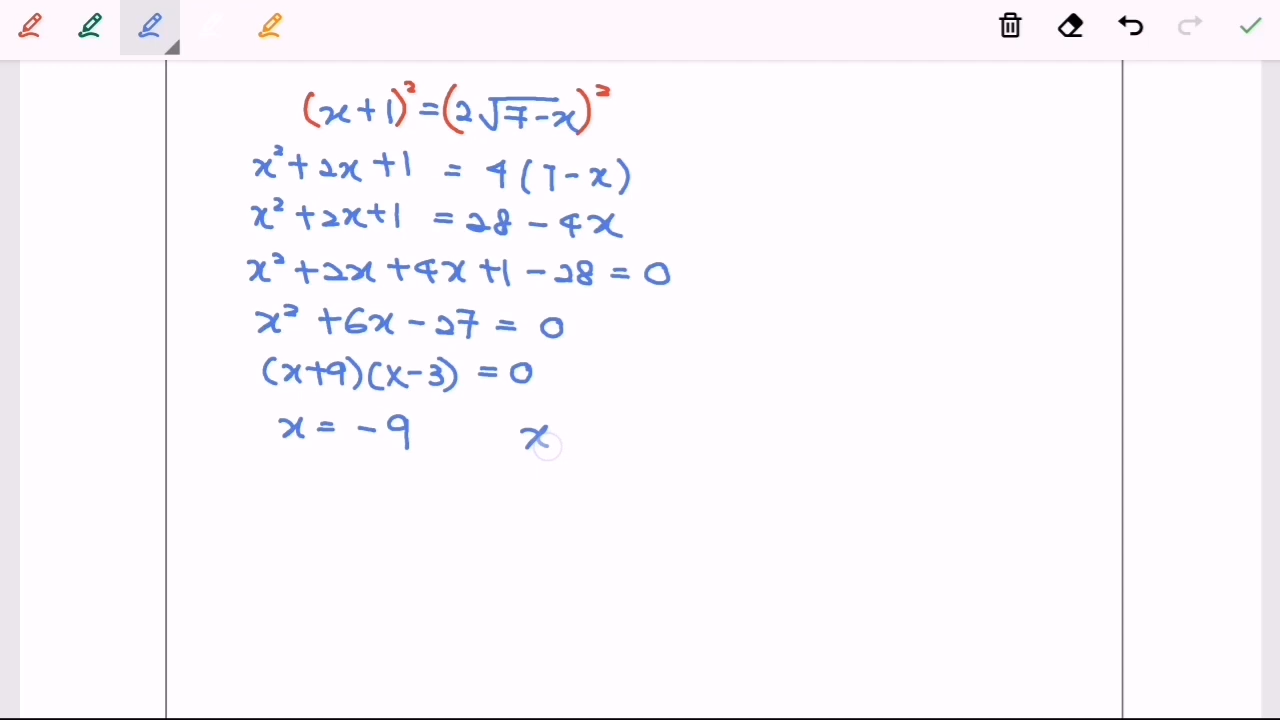 (x+1)² = (2√7-x)²
x² + 2x + 1 = 4(7-x)
x² + 2x + 1 = 28 - 4x
x² + 2x + 4x + 1 - 28 = 0
x² + 6x - 27 = 0
(x+9)(x-3) = 0
x = -9 x